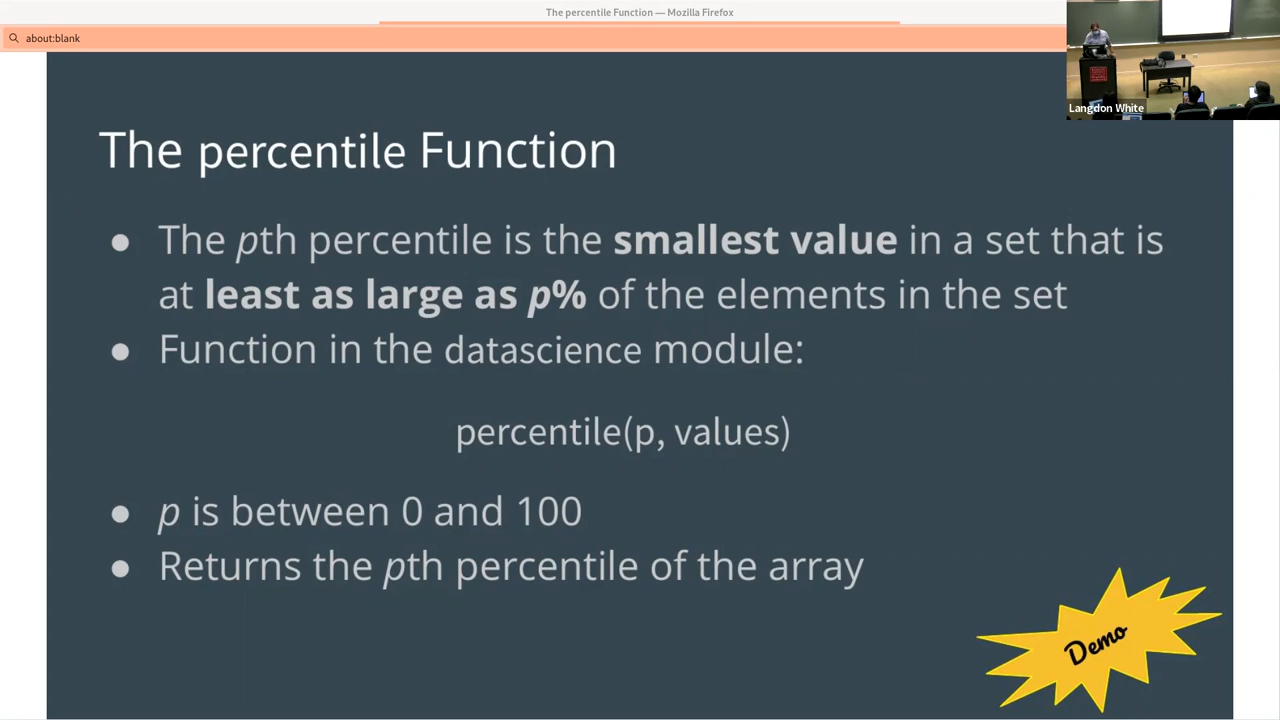 The percentile Function — Mozilla Firefox
about:blank
Langdon White
The percentile Function
● The pth percentile is the smallest value in a set that is
at least as large as p% of the elements in the set
● Function in the datascience module:
percentile(p, values)
● p is between 0 and 100
● Returns the pth percentile of the array
Demo